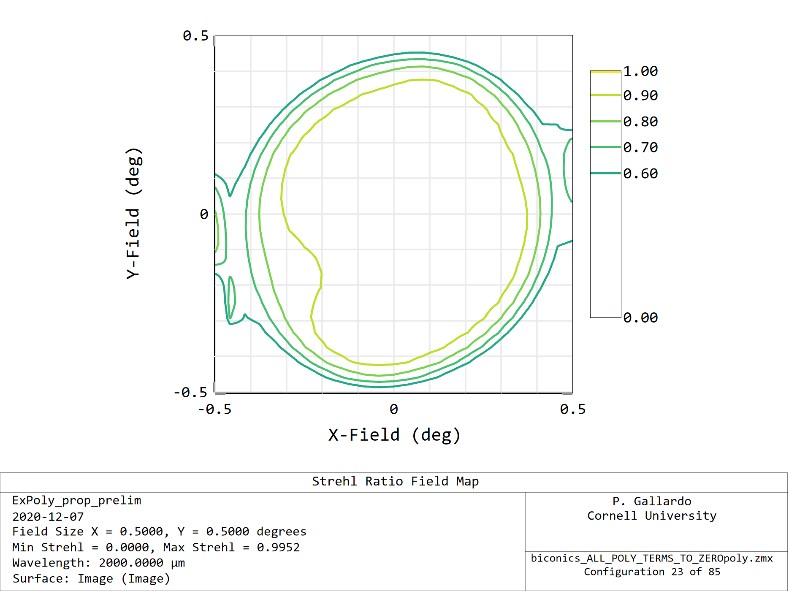 0.5
0
-0.5
Y-Field (deg)
-0.5
0
0.5
X-Field (deg)
1.00
0.90
0.80
0.70
0.60
0.00
Strehl Ratio Field Map
ExPoly_prop_prelim
2020-12-07
Field Size X = 0.5000, Y = 0.5000 degrees
Min Strehl = 0.0000, Max Strehl = 0.9952
Wavelength: 2000.0000 μm
Surface: Image (Image)
P. Gallardo
Cornell University
biconics_ALL_POLY_TERMS_TO_ZEROpoly.zmx
Configuration 23 of 85